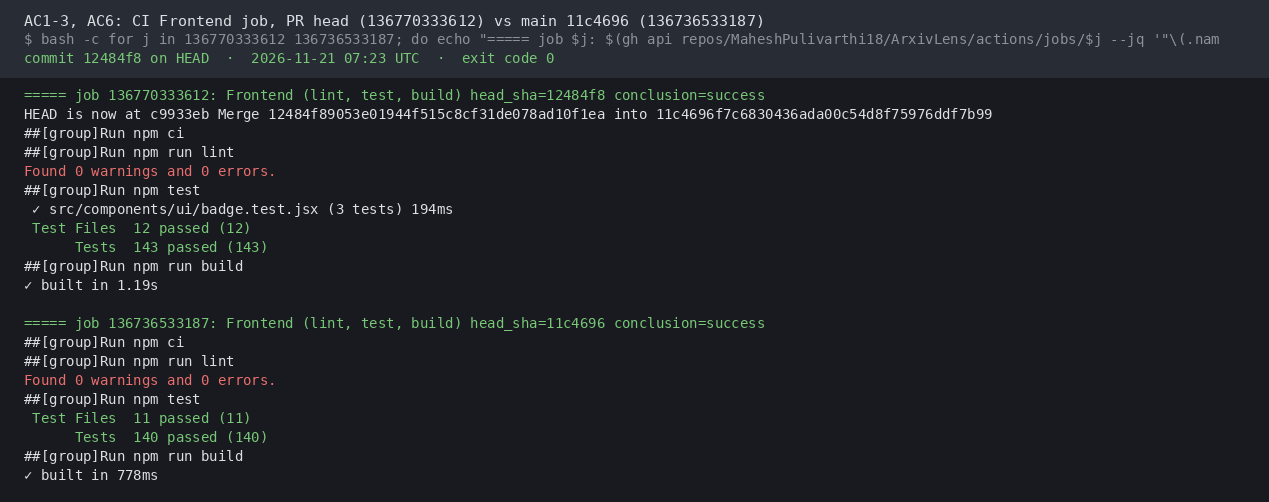 AC1-3, AC6: CI Frontend job, PR head (136770333612) vs main 11c4696 (136736533187)
$ bash -c for j in 136770333612 136736533187; do echo "===== job $j: $(gh api repos/MaheshPulivarthi18/ArxivLens/actions/jobs/$j --jq '"\(.nam
commit 12484f8 on HEAD · 2026-11-21 07:23 UTC · exit code 0
===== job 136770333612: Frontend (lint, test, build) head_sha=12484f8 conclusion=success
HEAD is now at c9933eb Merge 12484f89053e01944f515c8cf31de078ad10f1ea into 11c4696f7c6830436ada00c54d8f75976ddf7b99
##[group]Run npm ci
##[group]Run npm run lint
Found 0 warnings and 0 errors.
##[group]Run npm test
✓ src/components/ui/badge.test.jsx (3 tests) 194ms
Test Files  12 passed (12)
Tests  143 passed (143)
##[group]Run npm run build
✓ built in 1.19s
===== job 136736533187: Frontend (lint, test, build) head_sha=11c4696 conclusion=success
##[group]Run npm ci
##[group]Run npm run lint
Found 0 warnings and 0 errors.
##[group]Run npm test
Test Files  11 passed (11)
Tests  140 passed (140)
##[group]Run npm run build
✓ built in 778ms